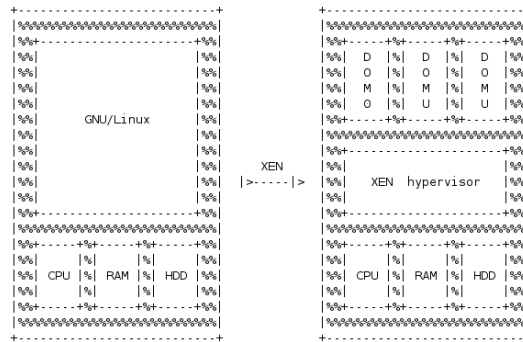 GNU/Linux
CPU RAM HDD
XEN
|>-----|>
D D D
O O O
M M M
O U U
XEN hypervisor
CPU RAM HDD